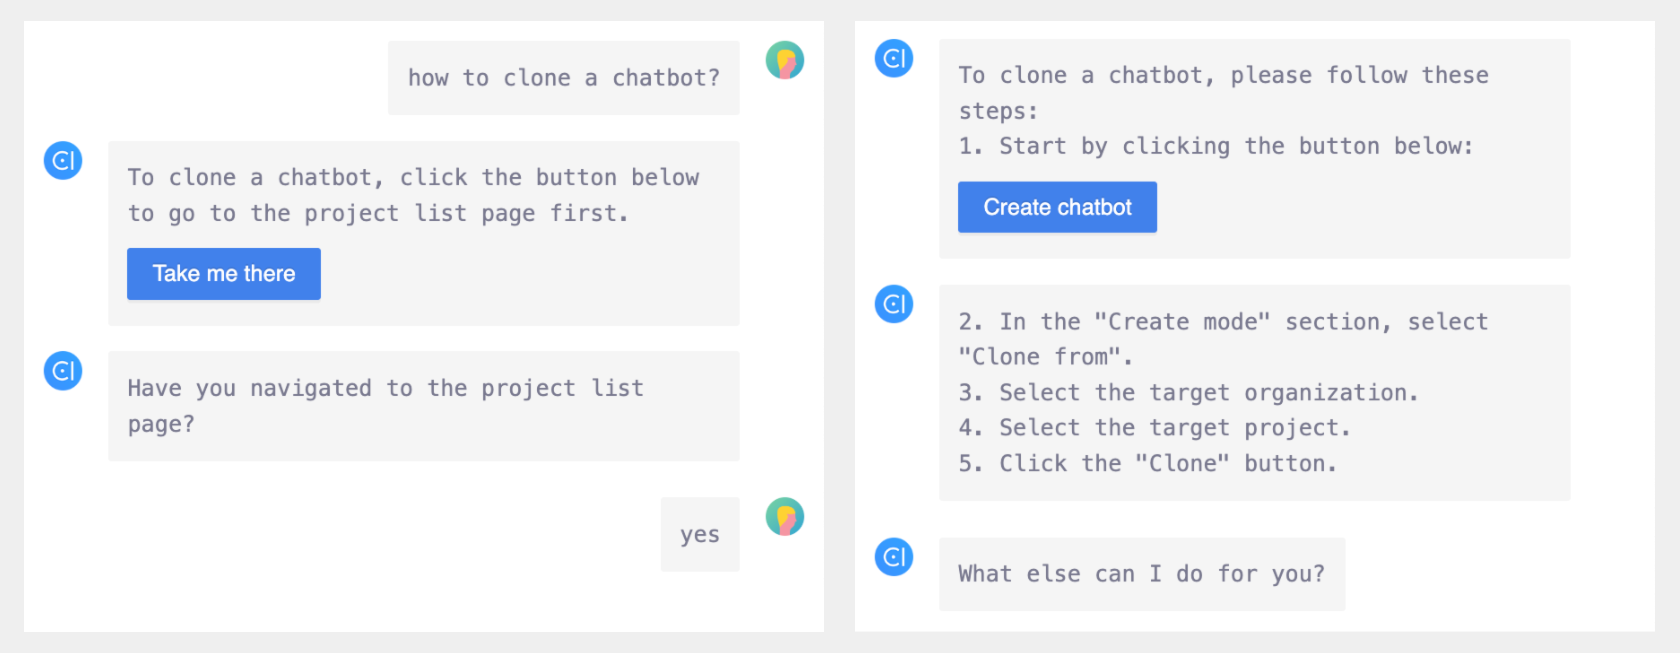 how to clone a chatbot?
To clone a chatbot, click the button below
to go to the project list page first.
Take me there
Have you navigated to the project list
page?
yes
To clone a chatbot, please follow these
steps:
1. Start by clicking the button below:
Create chatbot
2. In the "Create mode" section, select
"Clone from".
3. Select the target organization.
4. Select the target project.
5. Click the "Clone" button.
What else can I do for you?